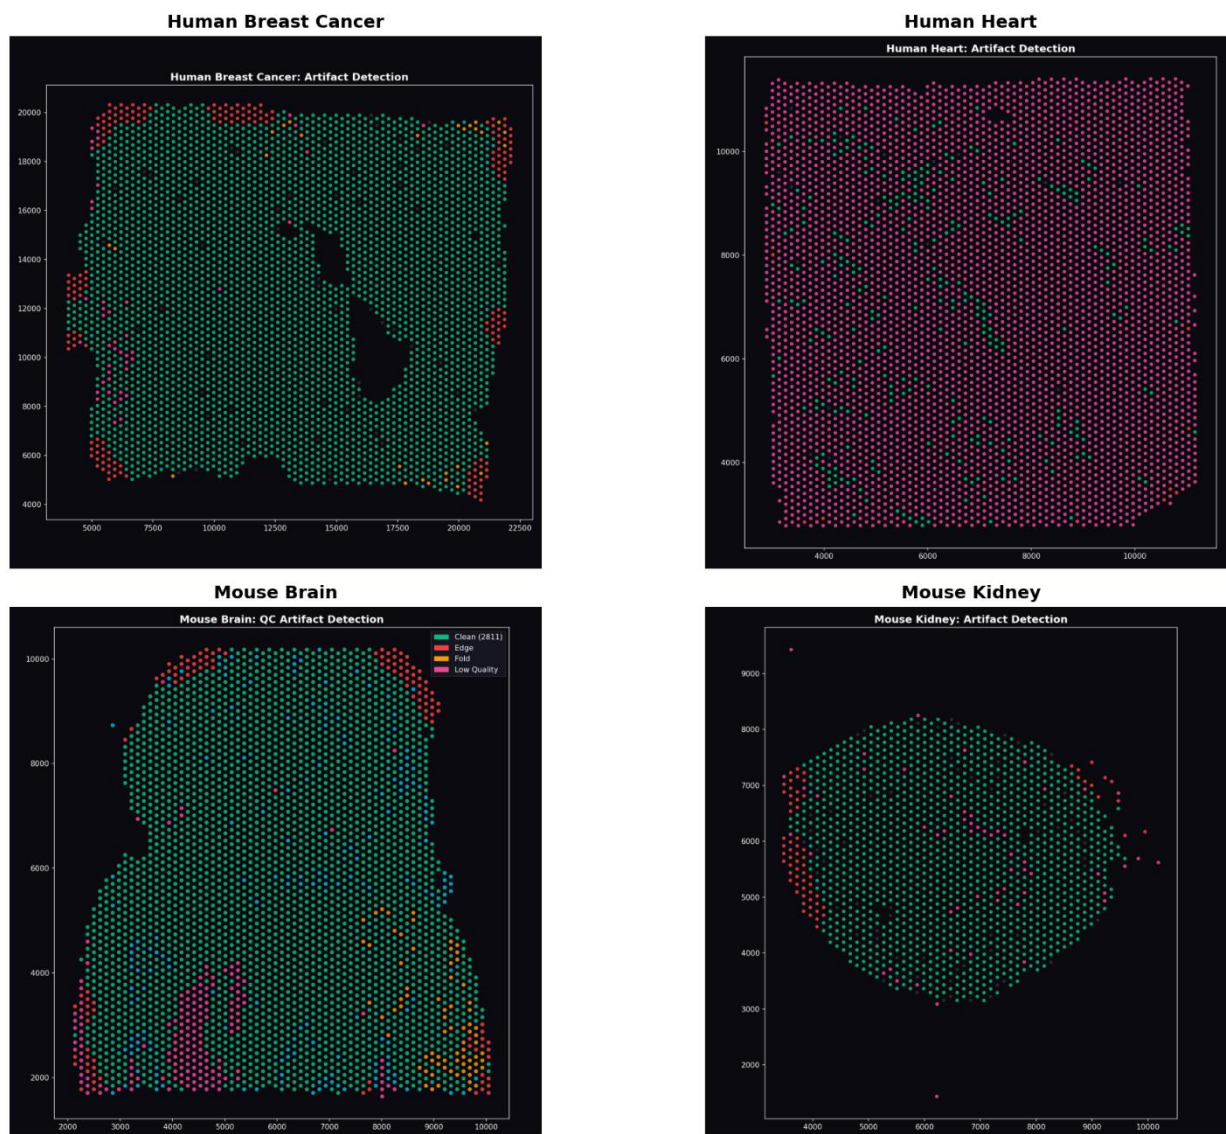 Human Breast Cancer
Human Heart
Human Breast Cancer: Artifact Detection
20000
18000
16000
14000
12000
10000
8000
6000
4000
5000 7500 10000 12500 15000 17500 20000 22500
Human Heart: Artifact Detection
10000
8000
6000
4000
4000 6000 8000 10000
Mouse Brain
Mouse Kidney
Mouse Brain: QC Artifact Detection
Clean (2811)
Edge
Fold
Low Quality
10000
8000
6000
4000
2000
2000 3000 4000 5000 6000 7000 8000 9000 10000
Mouse Kidney: Artifact Detection
9000
8000
7000
6000
5000
4000
3000
2000
4000 5000 6000 7000 8000 9000 10000